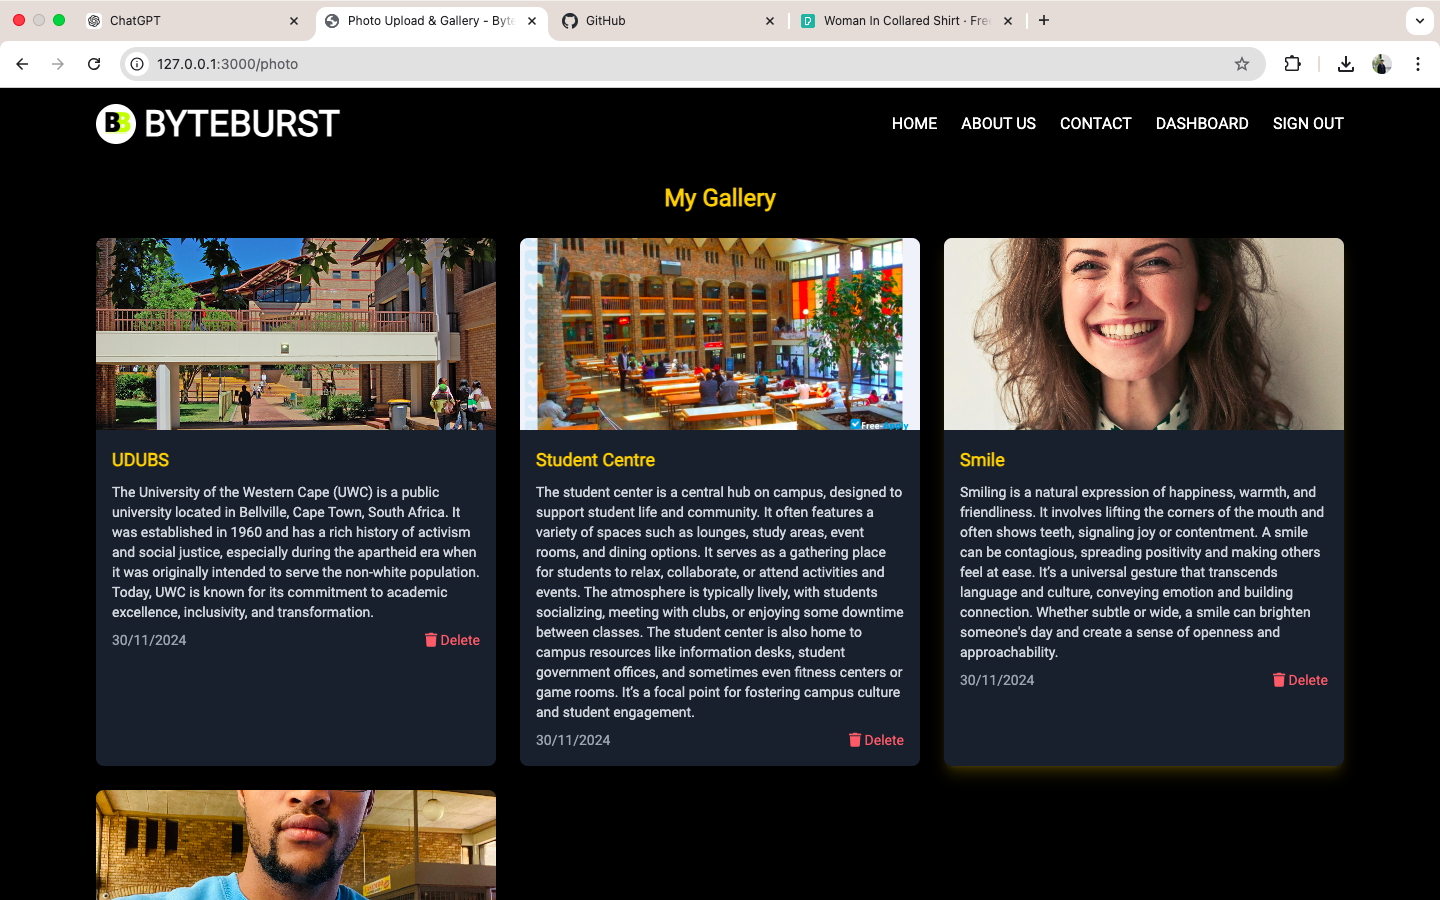 ChatGPT
Photo Upload & Gallery - Byte
GitHub
Woman In Collared Shirt · Free
127.0.0.1:3000/photo
BB BYTEBURST
HOME ABOUT US CONTACT DASHBOARD SIGN OUT
My Gallery
Free-Apply
UDUBS
The University of the Western Cape (UWC) is a public
university located in Bellville, Cape Town, South Africa. It
was established in 1960 and has a rich history of activism
and social justice, especially during the apartheid era when
it was originally intended to serve the non-white population.
Today, UWC is known for its commitment to academic
excellence, inclusivity, and transformation.
30/11/2024 Delete
Student Centre
The student center is a central hub on campus, designed to
support student life and community. It often features a
variety of spaces such as lounges, study areas, event
rooms, and dining options. It serves as a gathering place
for students to relax, collaborate, or attend activities and
events. The atmosphere is typically lively, with students
socializing, meeting with clubs, or enjoying some downtime
between classes. The student center is also home to
campus resources like information desks, student
government offices, and sometimes even fitness centers or
game rooms. It's a focal point for fostering campus culture
and student engagement.
30/11/2024 Delete
Smile
Smiling is a natural expression of happiness, warmth, and
friendliness. It involves lifting the corners of the mouth and
often shows teeth, signaling joy or contentment. A smile
can be contagious, spreading positivity and making others
feel at ease. It's a universal gesture that transcends
language and culture, conveying emotion and building
connection. Whether subtle or wide, a smile can brighten
someone's day and create a sense of openness and
approachability.
30/11/2024 Delete